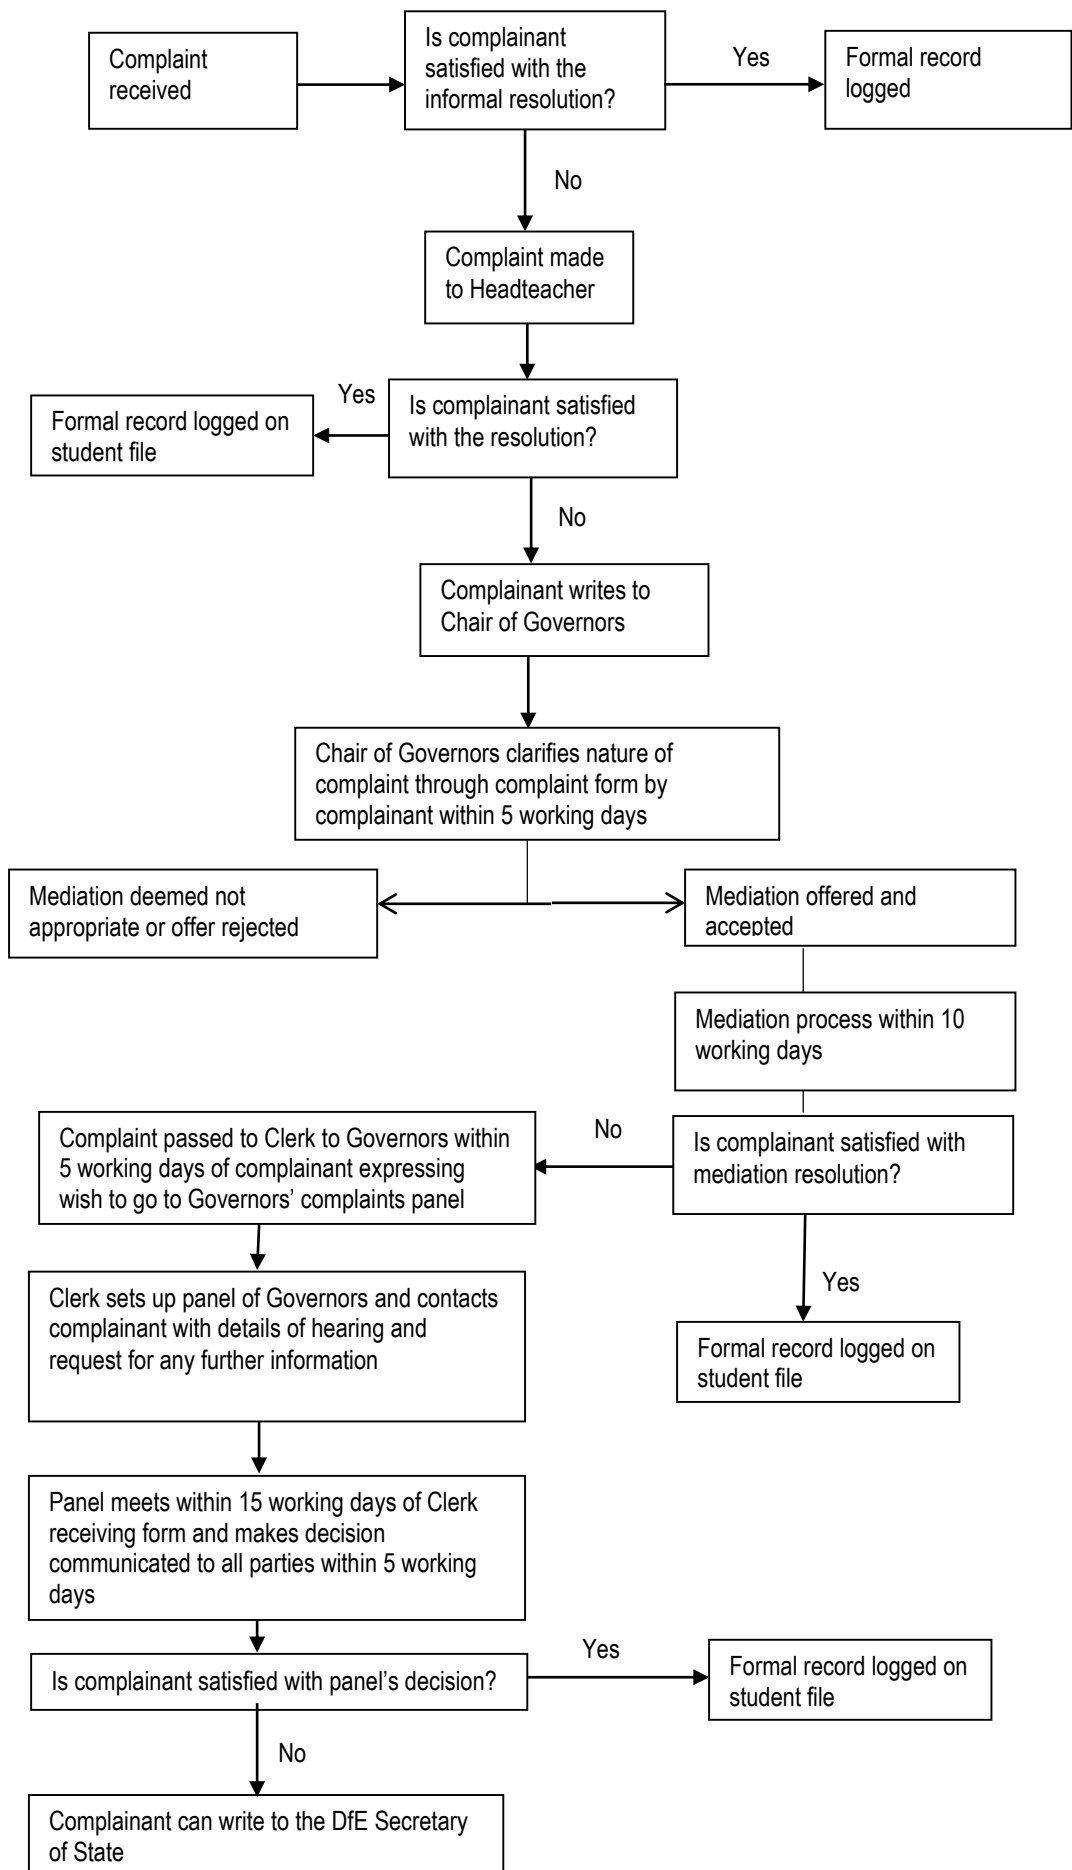 Complaint
received
Is complainant
satisfied with the
informal resolution?
Yes
Formal record
logged
No
Complaint made
to Headteacher
Yes
Is complainant satisfied
with the resolution?
Formal record logged on
student file
No
Complainant writes to
Chair of Governors
Chair of Governors clarifies nature of
complaint through complaint form by
complainant within 5 working days
Mediation deemed not
appropriate or offer rejected
Mediation offered and
accepted
Mediation process within 10
working days
Complaint passed to Clerk to Governors within
5 working days of complainant expressing
wish to go to Governors’ complaints panel
No
Is complainant satisfied with
mediation resolution?
Yes
Clerk sets up panel of Governors and contacts
complainant with details of hearing and
request for any further information
Formal record logged on
student file
Panel meets within 15 working days of Clerk
receiving form and makes decision
communicated to all parties within 5 working
days
Is complainant satisfied with panel’s decision?
Yes
Formal record logged on
student file
No
Complainant can write to the DfE Secretary
of State